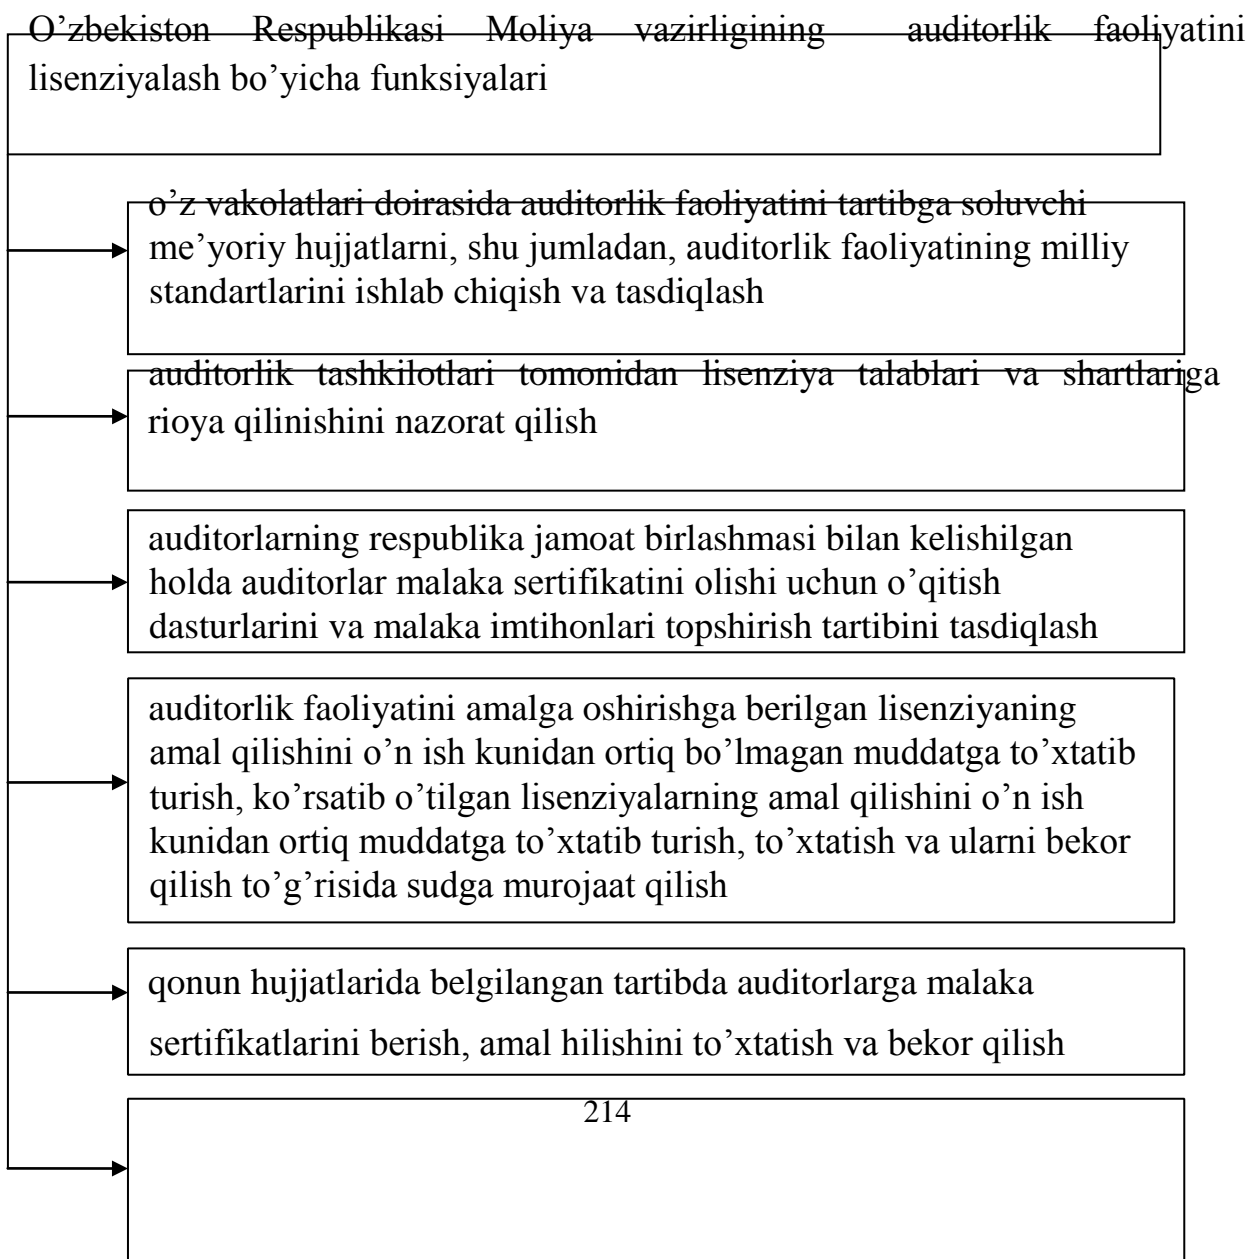 O’zbekiston Respublikasi Moliya vazirligining auditorlik faoliyatini
lisenziyalash bo’yicha funksiyalari
o’z vakolatlari doirasida auditorlik faoliyatini tartibga soluvchi
me’yoriy hujjatlarni, shu jumladan, auditorlik faoliyatining milliy
standartlarini ishlab chiqish va tasdiqlash
auditorlik tashkilotlari tomonidan lisenziya talablari va shartlariga
rioya qilinishini nazorat qilish
auditorlarning respublika jamoat birlashmasi bilan kelishilgan
holda auditorlar malaka sertifikatini olishi uchun o’qitish
dasturlarini va malaka imtihonlari topshirish tartibini tasdiqlash
auditorlik faoliyatini amalga oshirishga berilgan lisenziyaning
amal qilishini o’n ish kunidan ortiq bo’lmagan muddatga to’xtatib
turish, ko’rsatib o’tilgan lisenziyalarning amal qilishini o’n ish
kunidan ortiq muddatga to’xtatib turish, to’xtatish va ularni bekor
qilish to’g’risida sudga murojaat qilish
qonun hujjatlarida belgilangan tartibda auditorlarga malaka
sertifikatlarini berish, amal hilishini to’xtatish va bekor qilish
214